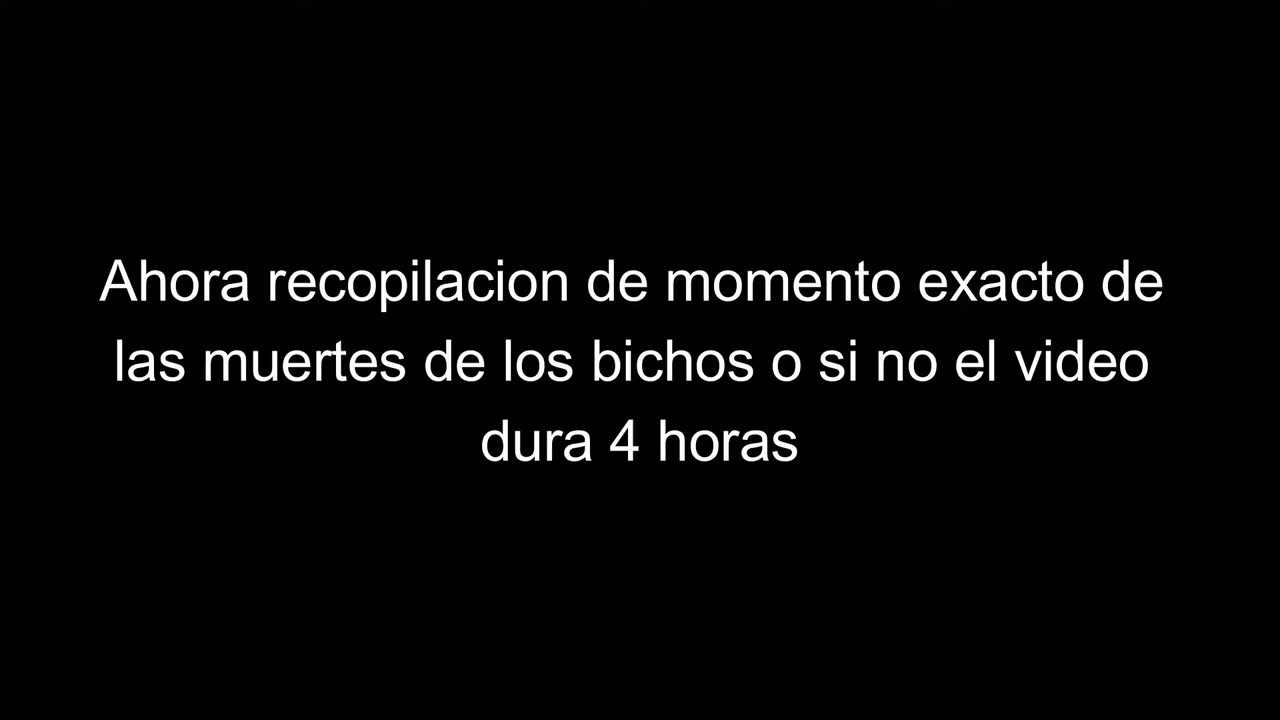 Ahora recopilacion de momento exacto de
las muertes de los bichos o si no el video
dura 4 horas